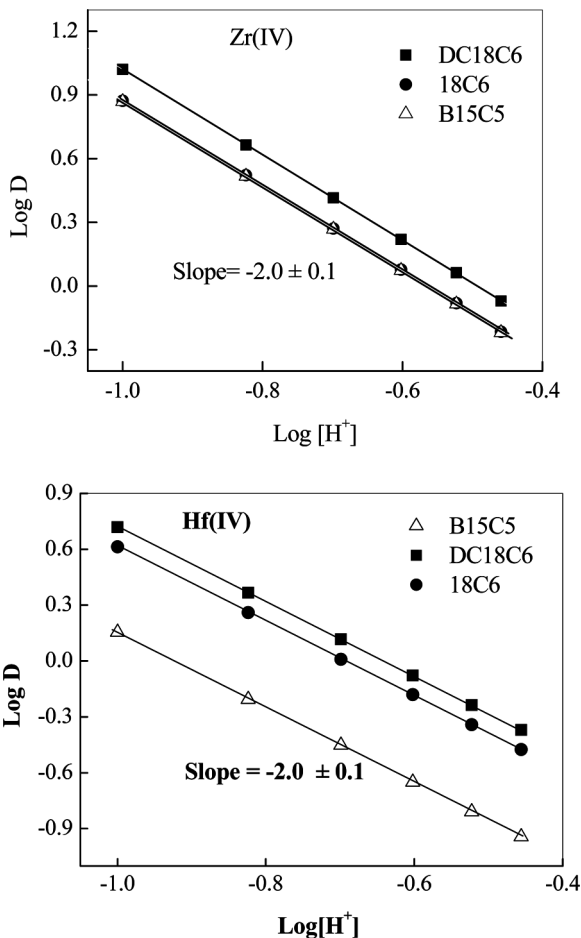 Zr(IV)
DC18C6
18C6
B15C5
1.2
0.9
0.6
0.3
0.0
-0.3
Log D
Slope= -2.0 ± 0.1
-1.0 -0.8 -0.6 -0.4
Log [H⁺]
Hf(IV)
B15C5
DC18C6
18C6
0.9
0.6
0.3
0.0
-0.3
-0.6
-0.9
Log D
Slope = -2.0 ± 0.1
-1.0 -0.8 -0.6 -0.4
Log[H⁺]